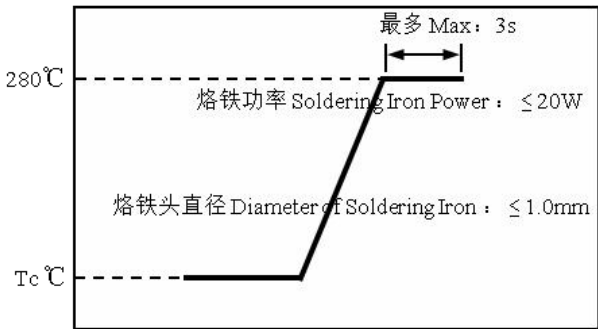 最多 Max：3s
280℃
烙铁功率 Soldering Iron Power： ≤20W
烙铁头直径 Diameter of Soldering Iron： ≤1.0mm
Tc℃